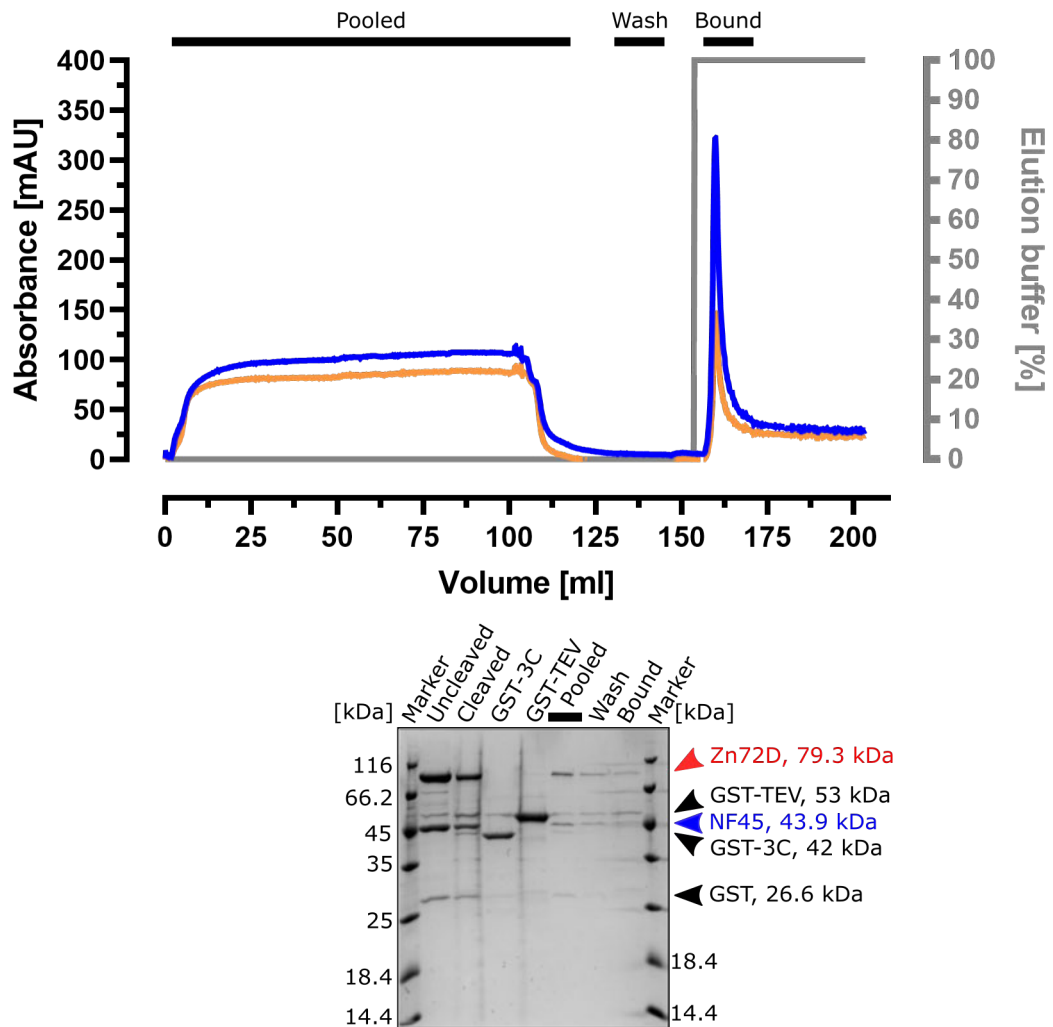 Pooled Wash Bound
400 100
350 90
300 80
250 70
200 60
150 50
100 40
50 30
0 20
10
0
Absorbance [mAU]
Elution buffer [%]
0 25 50 75 100 125 150 175 200
Volume [ml]
[kDa] Marker Uncleaved Cleaved GST-3C GST-TEV Pooled Wash Bound Marker [kDa]
116
66.2
45
35
25
18.4
14.4
Zn72D, 79.3 kDa
GST-TEV, 53 kDa
NF45, 43.9 kDa
GST-3C, 42 kDa
GST, 26.6 kDa
18.4
14.4